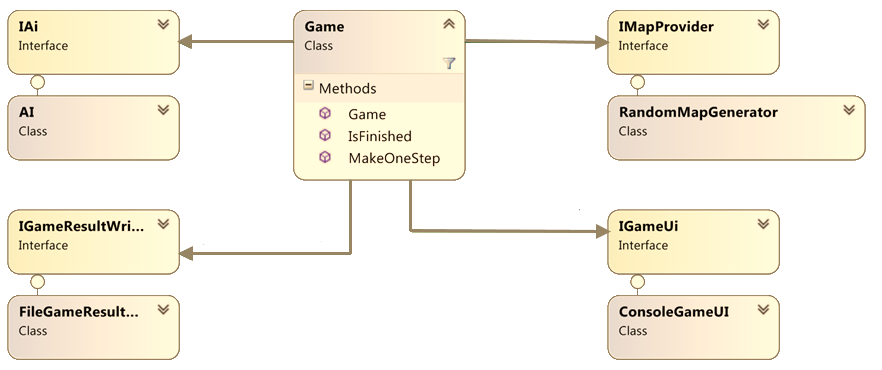 IAi
Interface
AI
Class
Game
Class
Methods
Game
IsFinished
MakeOneStep
IMapProvider
Interface
RandomMapGenerator
Class
IGameResultWri...
Interface
FileGameResult...
Class
IGameUi
Interface
ConsoleGameUI
Class